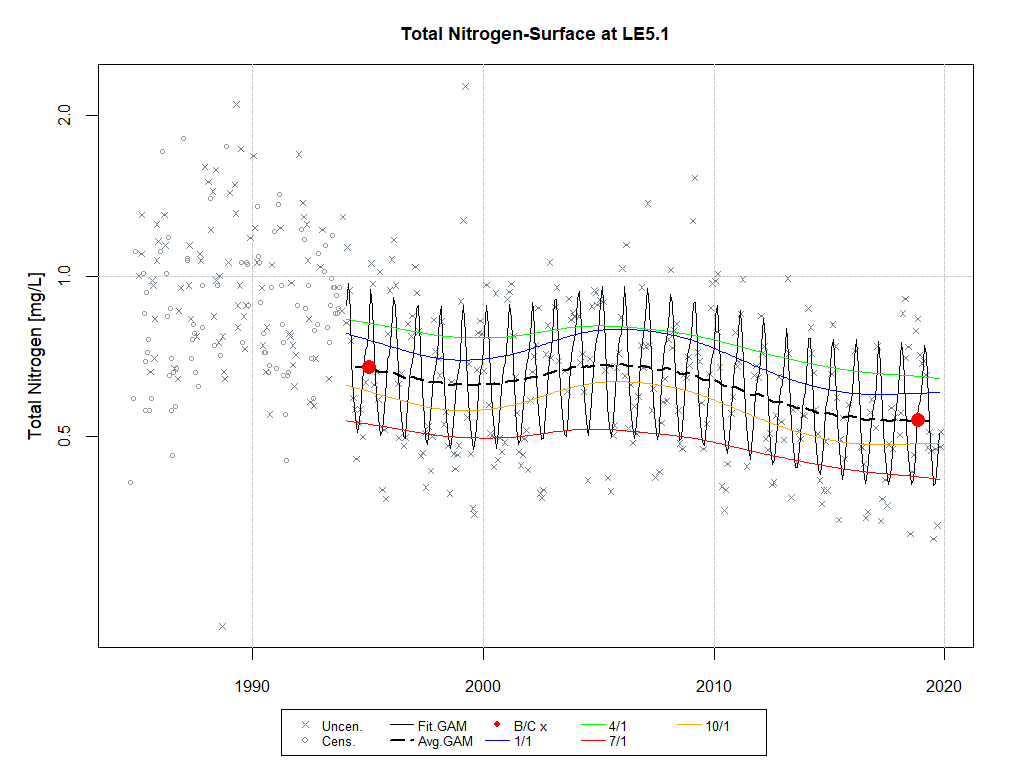 Total Nitrogen-Surface at LE5.1
Total Nitrogen [mg/L]
2.0
1.0
0.5
1990 2000 2010 2020
Uncen. Fit.GAM B/C x 4/1 10/1
Cens. Avg.GAM 1/1 7/1